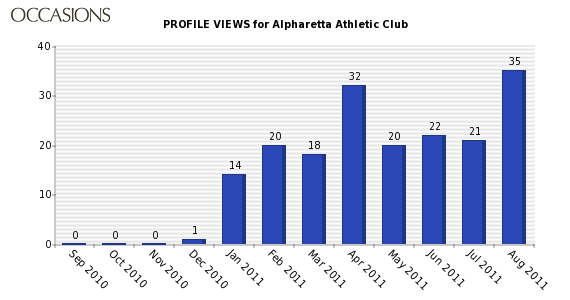 OCCASIONS
PROFILE VIEWS for Alpharetta Athletic Club
40
30
20
10
0
0
0
0
1
14
20
18
32
20
22
21
35
Sep 2010
Oct 2010
Nov 2010
Dec 2010
Jan 2011
Feb 2011
Mar 2011
Apr 2011
May 2011
Jun 2011
Jul 2011
Aug 2011